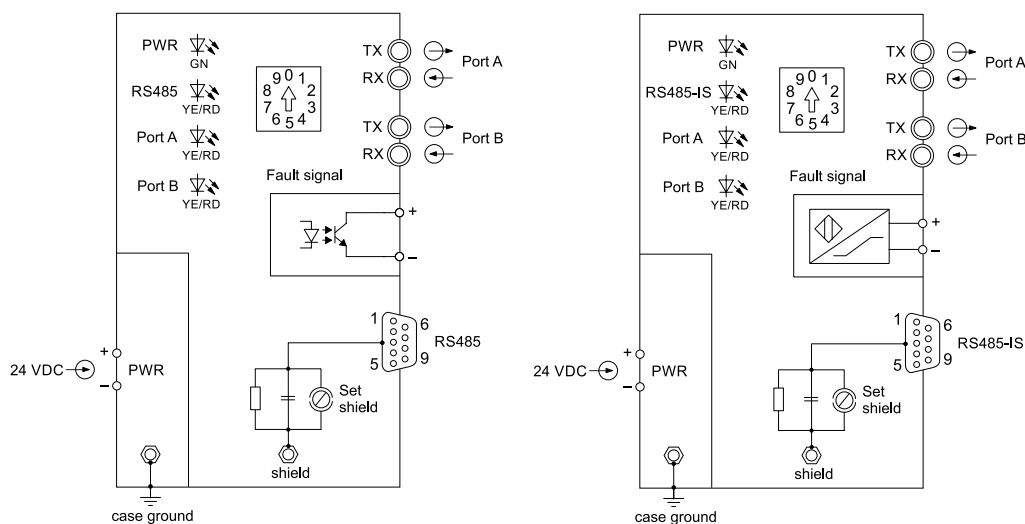 PWR
GN
RS485
YE/RD
Port A
YE/RD
Port B
YE/RD
9 0 1
8 2
7 3
6 5 4
TX
RX
Port A
TX
RX
Port B
Fault signal
+
–
1
6
5
9
RS485
24 VDC
+
–
PWR
Set
shield
shield
case ground
PWR
GN
RS485-IS
YE/RD
Port A
YE/RD
Port B
YE/RD
9 0 1
8 2
7 3
6 5 4
TX
RX
Port A
TX
RX
Port B
Fault signal
+
–
1
6
5
9
RS485-IS
24 VDC
+
–
PWR
Set
shield
shield
case ground